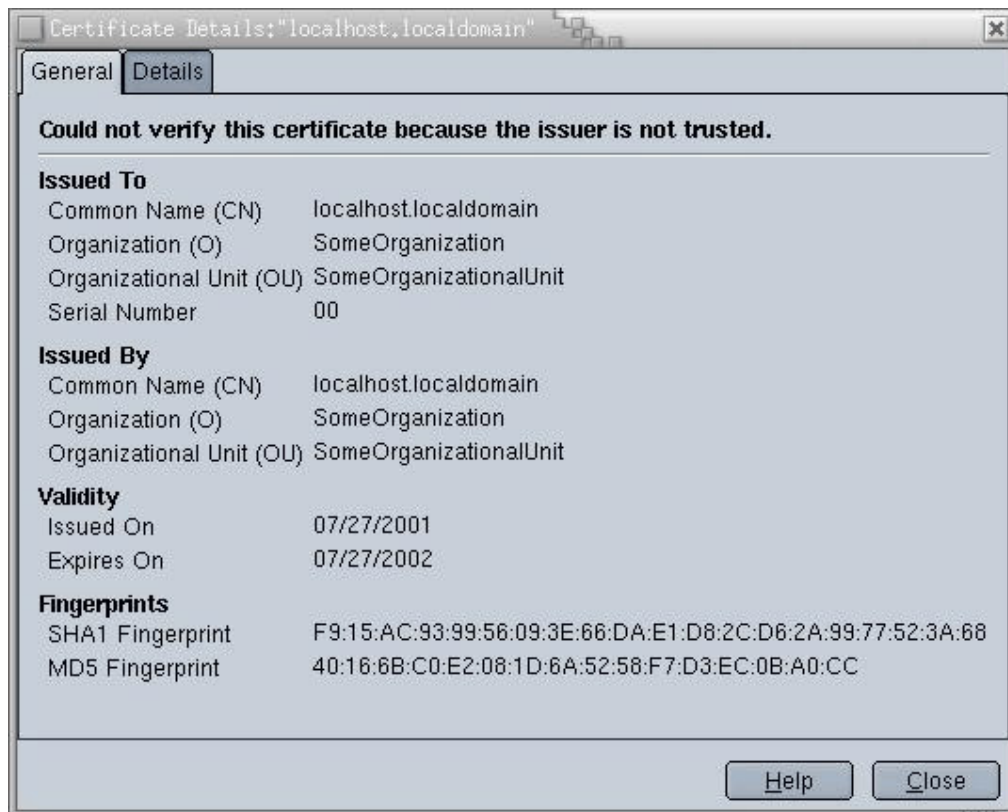 Certificate Details:"localhost.localdomain"
General Details
Could not verify this certificate because the issuer is not trusted.
Issued To
Common Name (CN) localhost.localdomain
Organization (O) SomeOrganization
Organizational Unit (OU) SomeOrganizationalUnit
Serial Number 00
Issued By
Common Name (CN) localhost.localdomain
Organization (O) SomeOrganization
Organizational Unit (OU) SomeOrganizationalUnit
Validity
Issued On 07/27/2001
Expires On 07/27/2002
Fingerprints
SHA1 Fingerprint F9:15:AC:93:99:56:09:3E:66:DA:E1:D8:2C:D6:2A:99:77:52:3A:68
MD5 Fingerprint 40:16:6B:C0:E2:08:1D:6A:52:58:F7:D3:EC:0B:A0:CC
Help Close